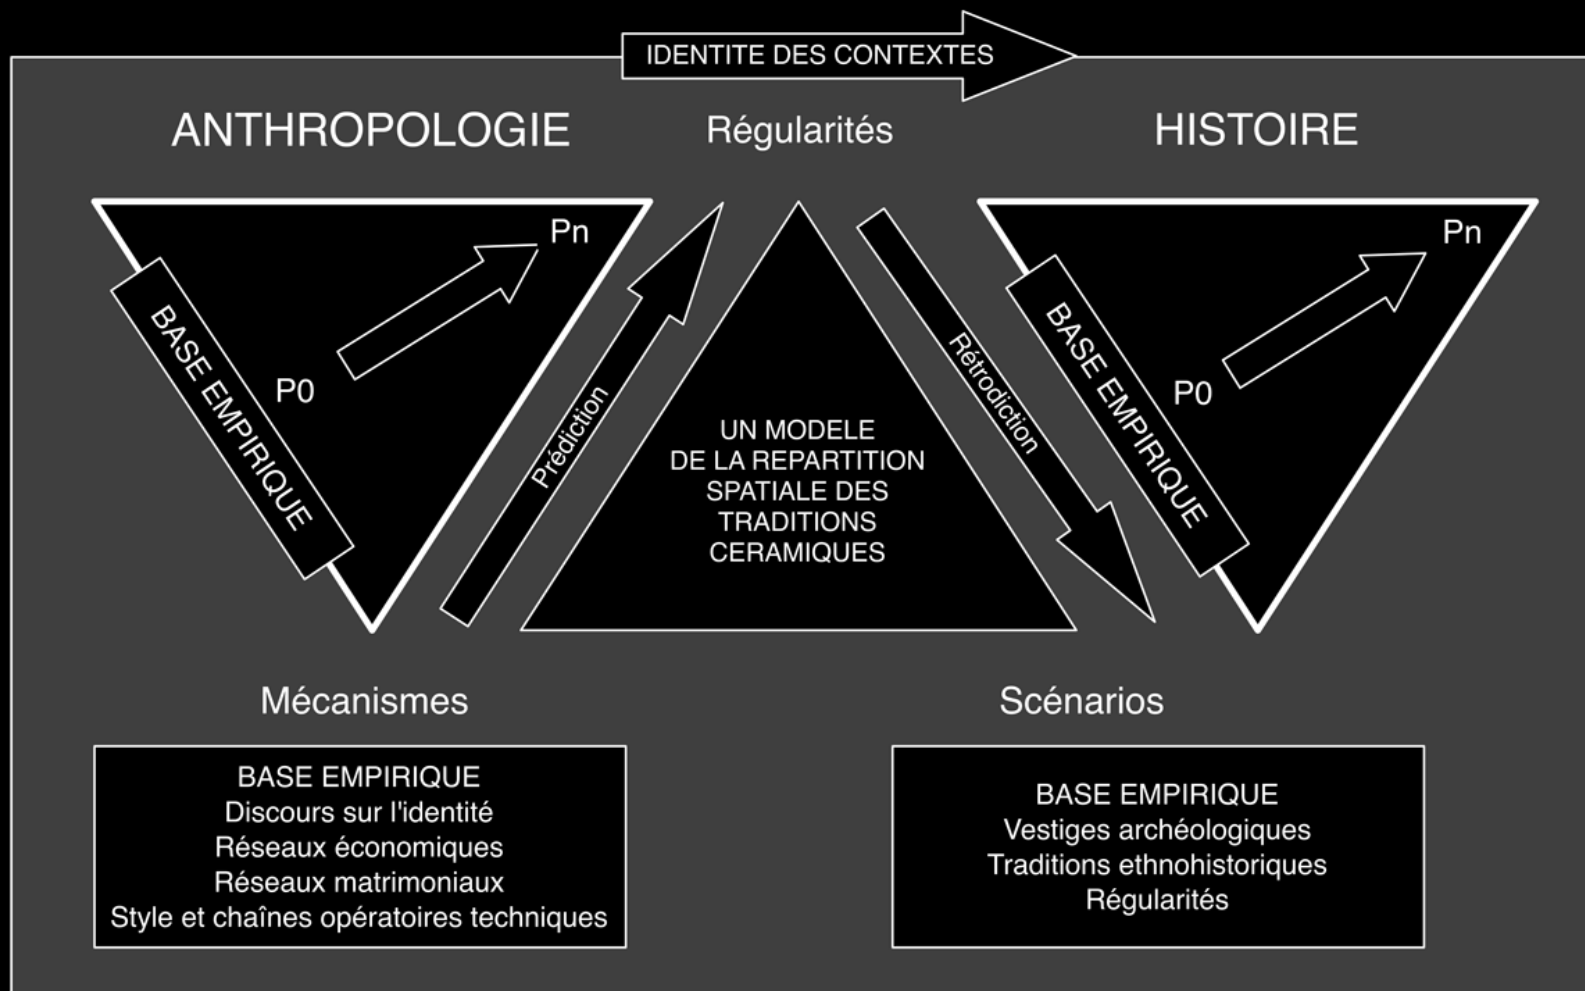 IDENTITE DES CONTEXTES
ANTHROPOLOGIE
Régularités
HISTOIRE
Pn
P0
BASE EMPIRIQUE
Prédiction
UN MODELE
DE LA REPARTITION
SPATIALE DES
TRADITIONS
CERAMIQUES
Rétrodiction
Pn
P0
BASE EMPIRIQUE
Mécanismes
Scénarios
BASE EMPIRIQUE
Discours sur l'identité
Réseaux économiques
Réseaux matrimoniaux
Style et chaînes opératoires techniques
BASE EMPIRIQUE
Vestiges archéologiques
Traditions ethnohistoriques
Régularités